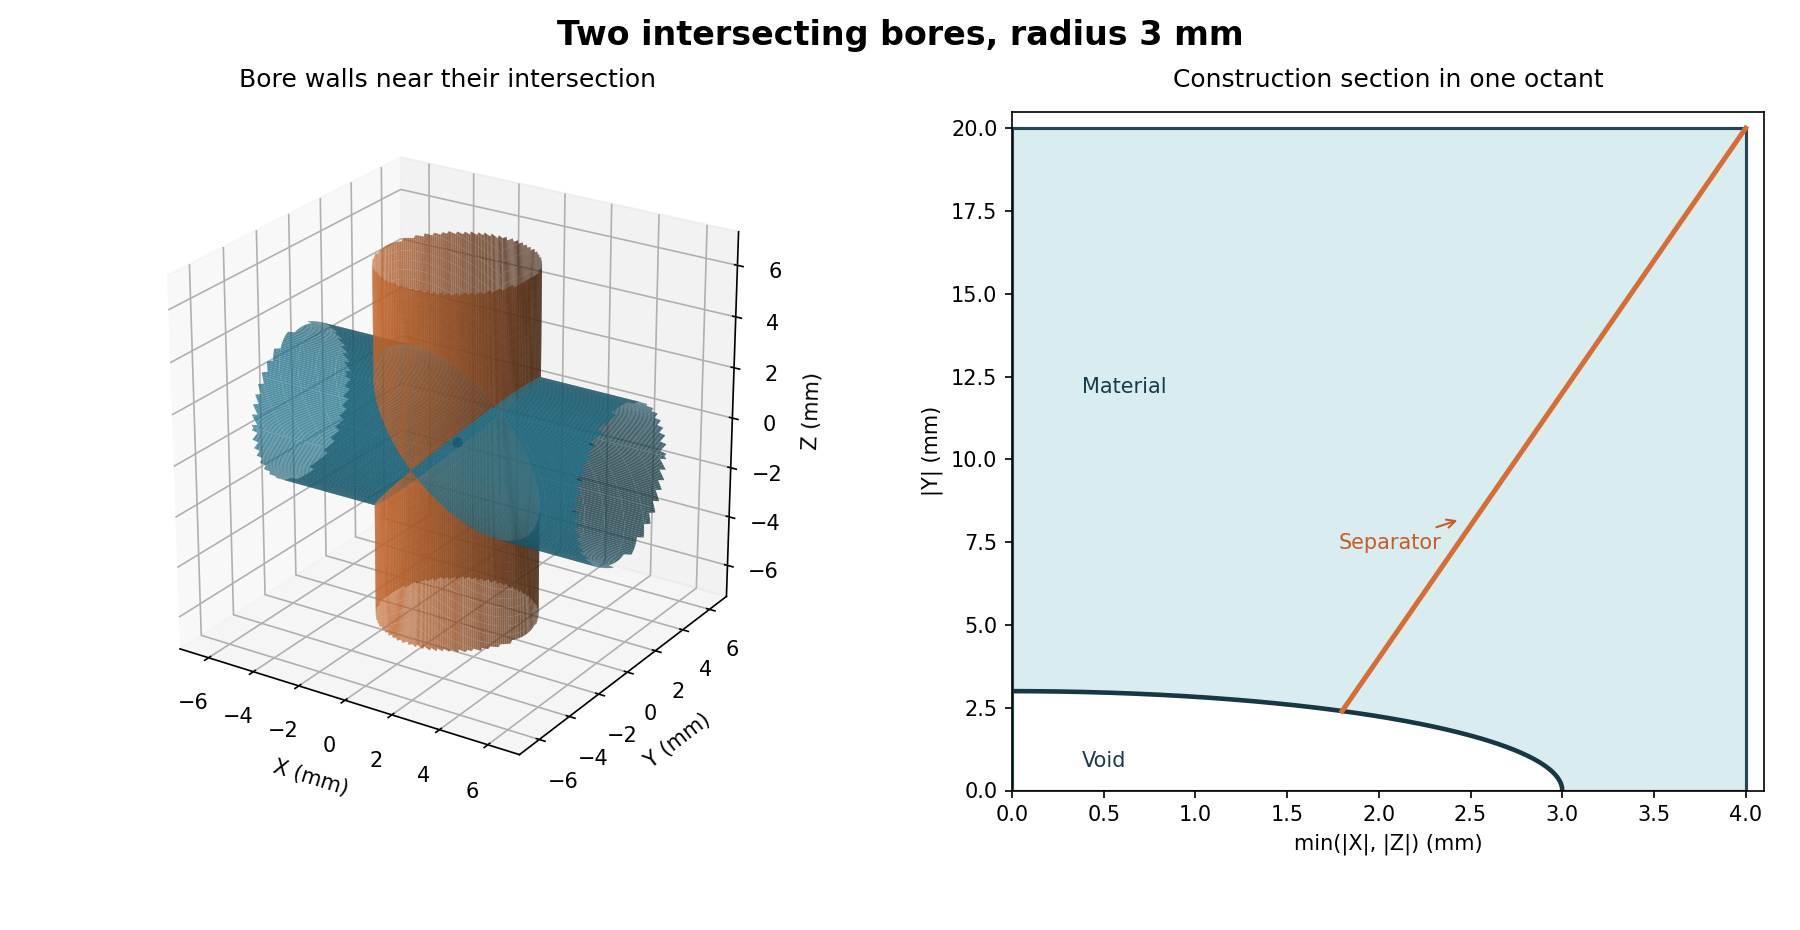 Two intersecting bores, radius 3 mm
Bore walls near their intersection
6
4
2
0
−2
−4
−6
Z (mm)
−6
−4
−2
0
2
4
6
X (mm)
−6
−4
−2
0
2
4
6
Y (mm)
Construction section in one octant
20.0
17.5
15.0
12.5
10.0
7.5
5.0
2.5
0.0
|Y| (mm)
Material
Separator
Void
0.0 0.5 1.0 1.5 2.0 2.5 3.0 3.5 4.0
min(|X|, |Z|) (mm)